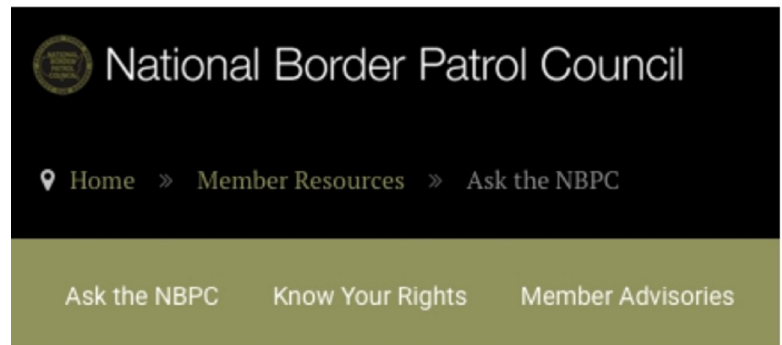 National Border Patrol Council
Home » Member Resources » Ask the NBPC
Ask the NBPC Know Your Rights Member Advisories